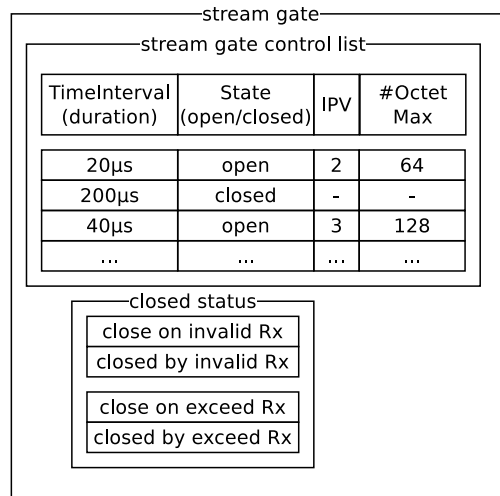 stream gate
stream gate control list
TimeInterval (duration) State (open/closed) IPV #Octet Max
20µs open 2 64
200µs closed - -
40µs open 3 128
... ... ... ...
closed status
close on invalid Rx
closed by invalid Rx
close on exceed Rx
closed by exceed Rx